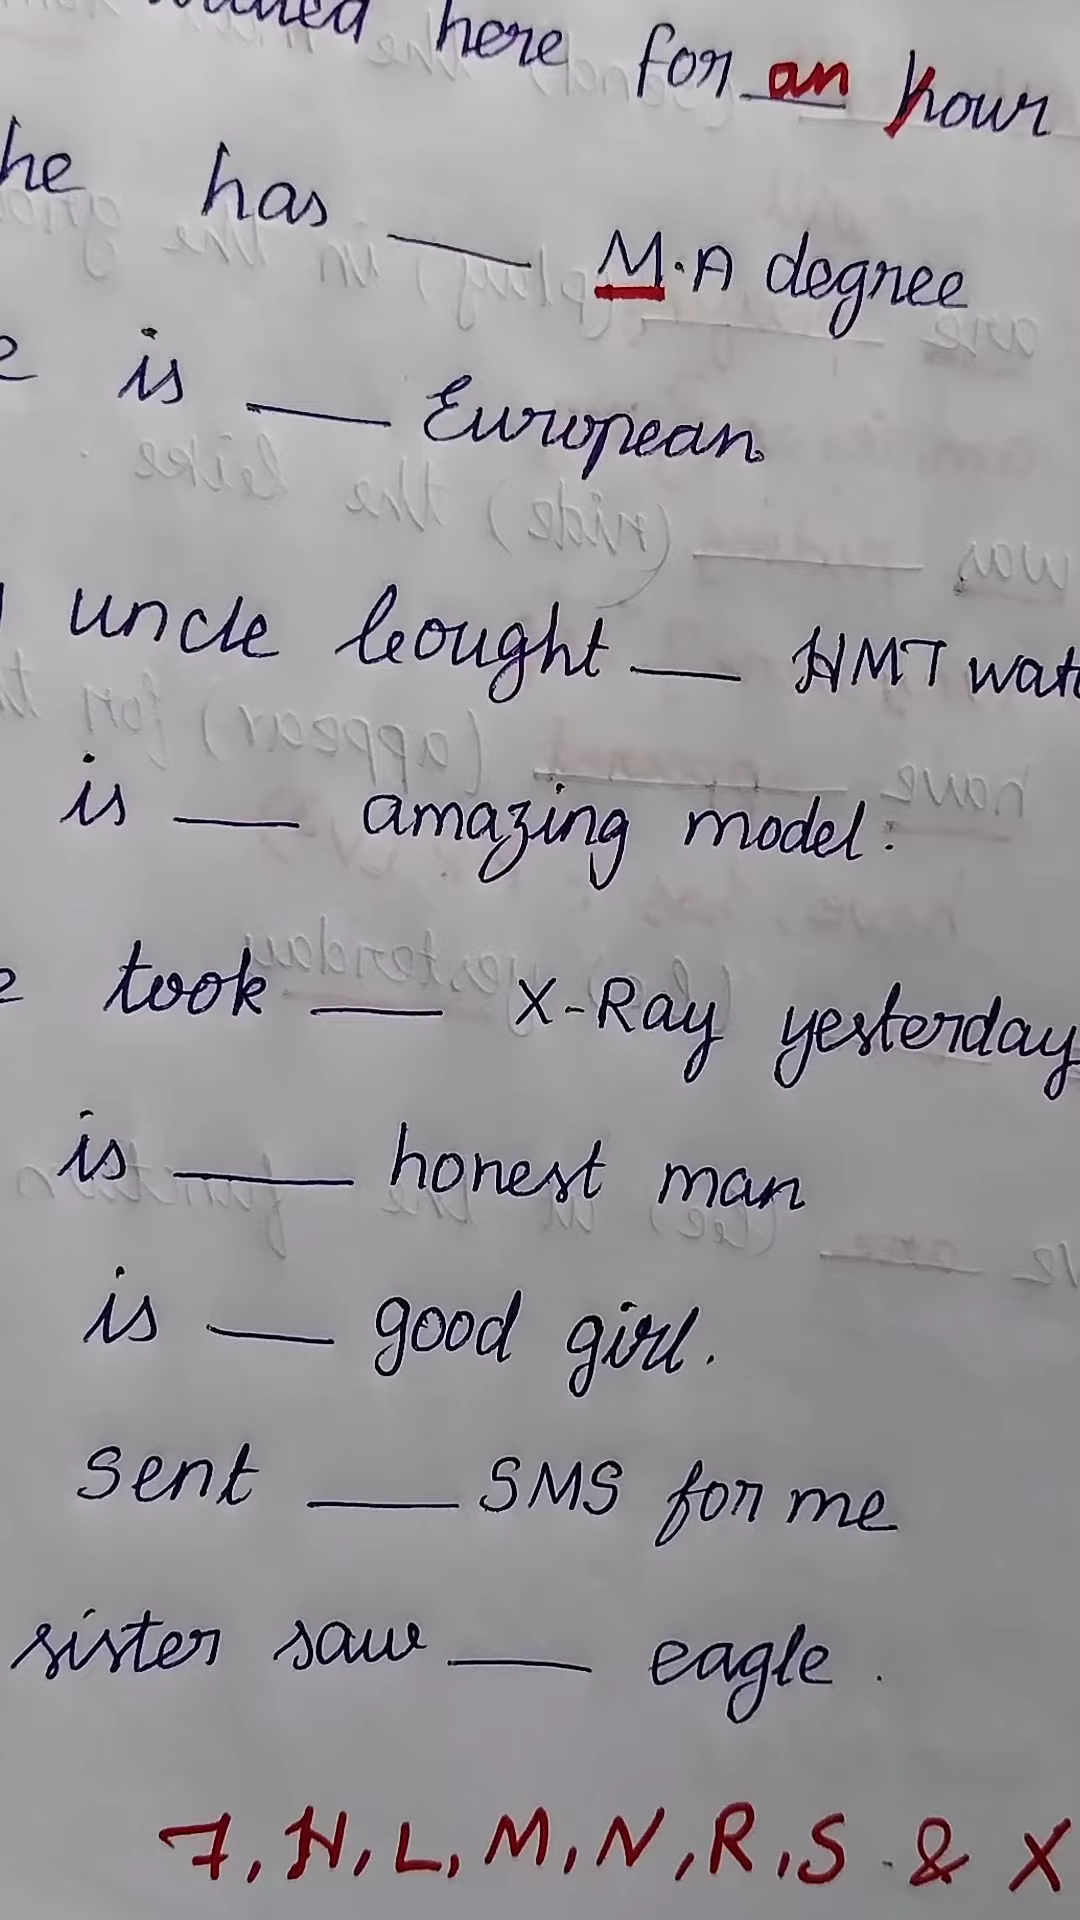 here for an hour
he has ___ M.A degree
is ___ European
uncle bought ___ HMT
is ___ amazing model.
took ___ X-Ray yesterday
is ___ honest man
is ___ good girl.
sent ___ SMS for me
sister saw ___ eagle.
7, H, L, M, N, R, S & X